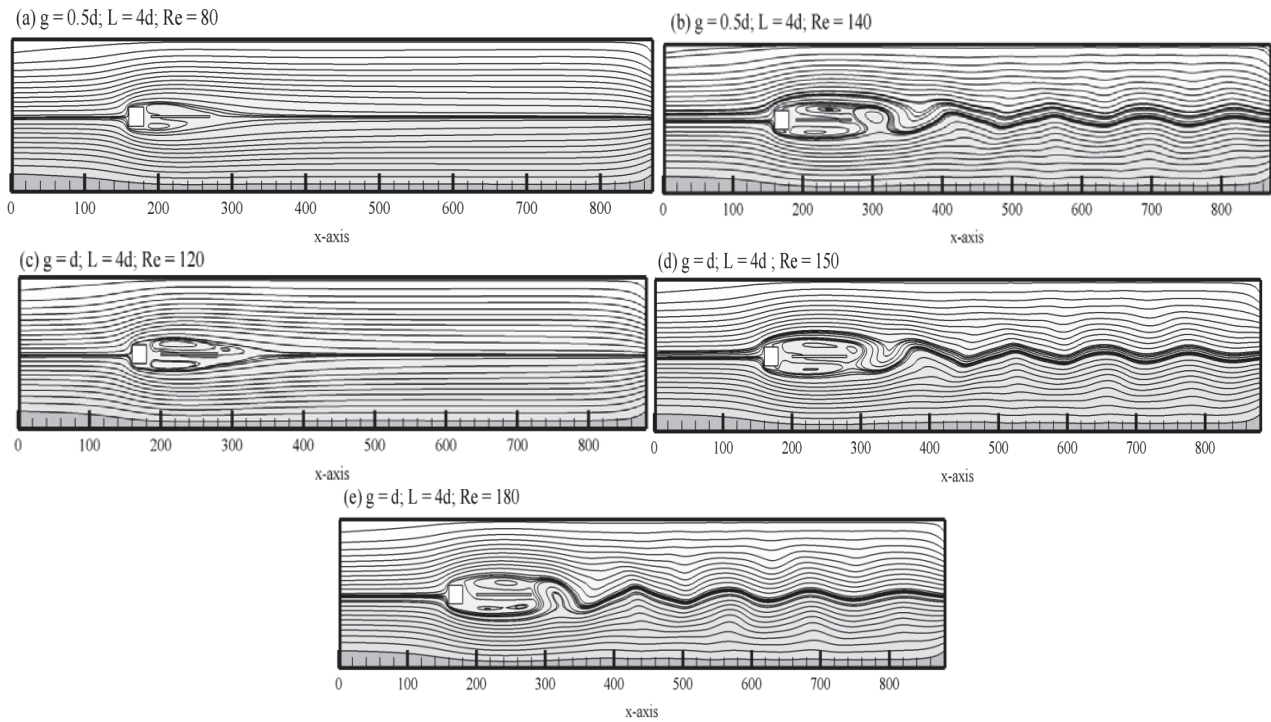 (a) g = 0.5d; L = 4d; Re = 80
0 100 200 300 400 500 600 700 800
x-axis
(b) g = 0.5d; L = 4d; Re = 140
0 100 200 300 400 500 600 700 800
x-axis
(c) g = d; L = 4d; Re = 120
0 100 200 300 400 500 600 700 800
x-axis
(d) g = d; L = 4d ; Re = 150
0 100 200 300 400 500 600 700 800
x-axis
(e) g = d; L = 4d; Re = 180
0 100 200 300 400 500 600 700 800
x-axis